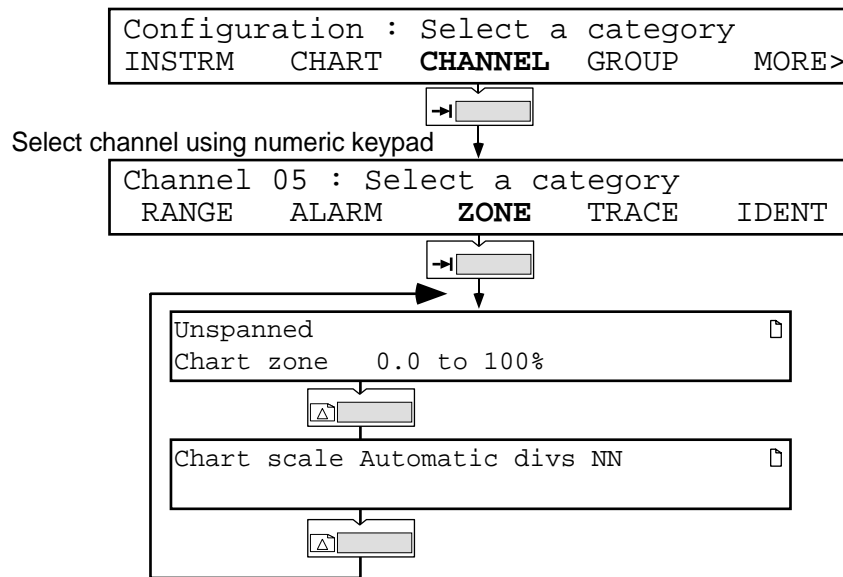 Configuration : Select a category
INSTRM CHART CHANNEL GROUP MORE>
Select channel using numeric keypad
Channel 05 : Select a category
RANGE ALARM ZONE TRACE IDENT
Unspanned
Chart zone 0.0 to 100%
Chart scale Automatic divs NN